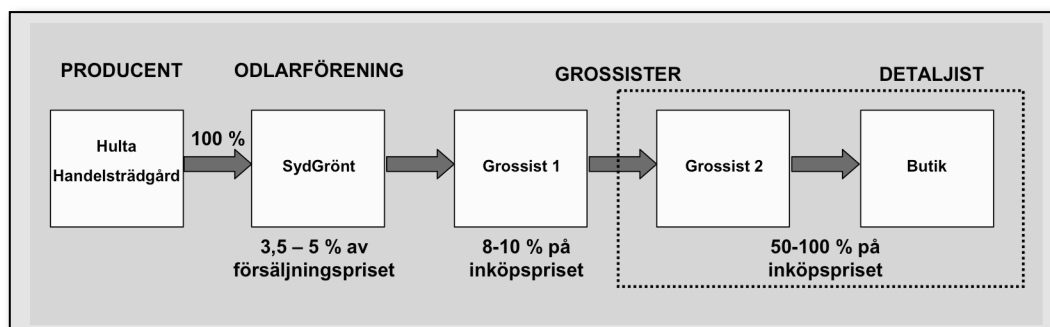 PRODUCENT
ODLARFÖRENING
GROSSISTER
DETALJIST
Hulta
Handelsträdgård
100 %
SydGrönt
Grossist 1
Grossist 2
Butik
3,5 – 5 % av
försäljningspriset
8-10 % på
inköpspriset
50-100 % på
inköpspriset